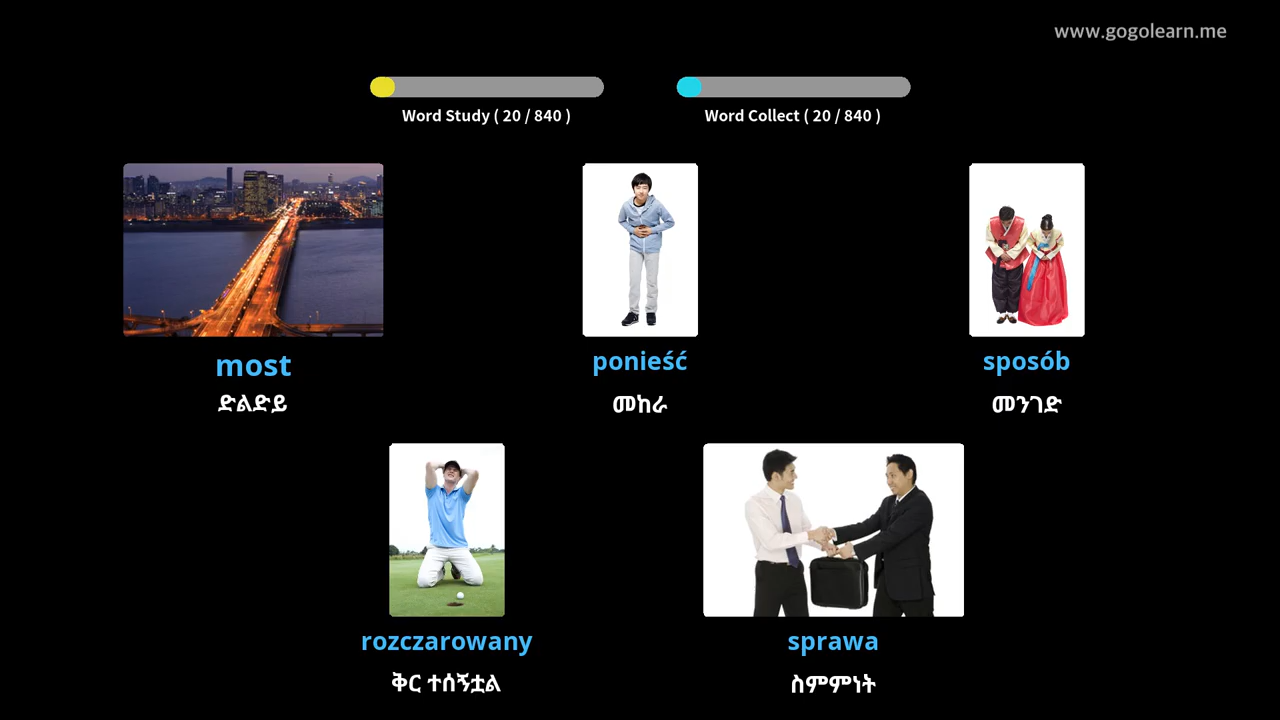 www.gogolearn.me
Word Study ( 20 / 840 )
Word Collect ( 20 / 840 )
most
ድልድይ
ponieść
መከራ
sposób
መንገድ
rozczarowany
ቅር ተሰኝቷል
sprawa
ስምምነት